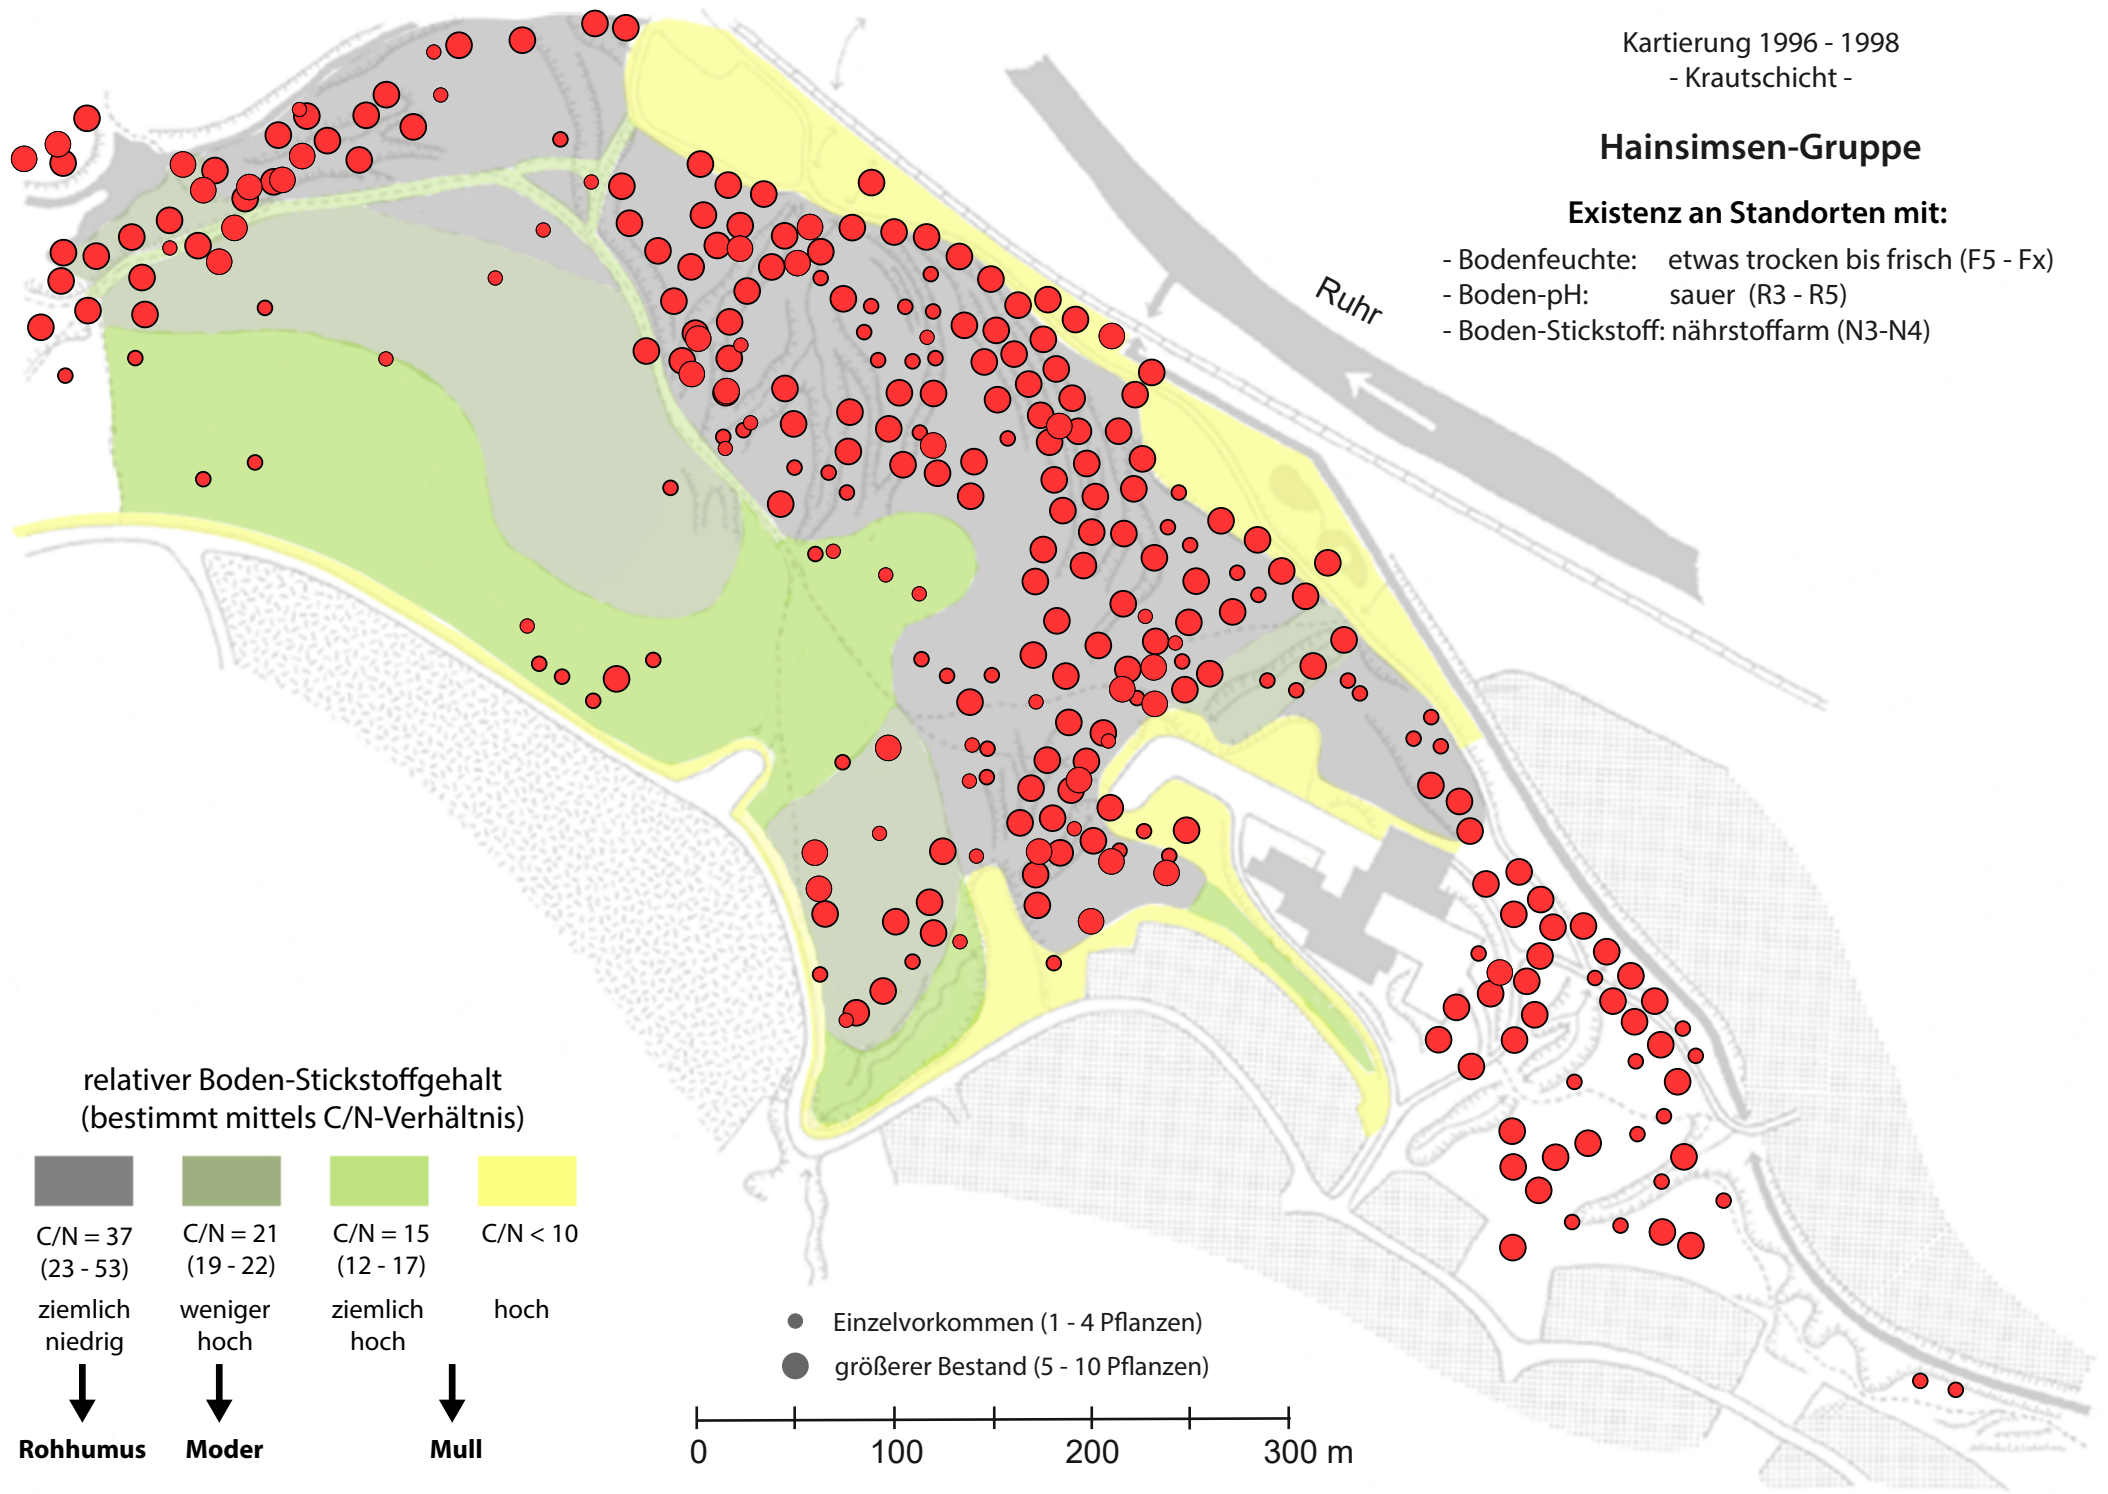 Kartierung 1996 - 1998
- Krautschicht -
Hainsimsen-Gruppe
Existenz an Standorten mit:
- Bodenfeuchte: etwas trocken bis frisch (F5 - Fx)
- Boden-pH: sauer (R3 - R5)
- Boden-Stickstoff: nährstoffarm (N3-N4)
Ruhr
relativer Boden-Stickstoffgehalt
(bestimmt mittels C/N-Verhältnis)
C/N = 37 C/N = 21 C/N = 15 C/N < 10
(23 - 53) (19 - 22) (12 - 17)
ziemlich weniger ziemlich hoch
niedrig hoch hoch
Rohhumus Moder Mull
Einzelvorkommen (1 - 4 Pflanzen)
größerer Bestand (5 - 10 Pflanzen)
0 100 200 300 m